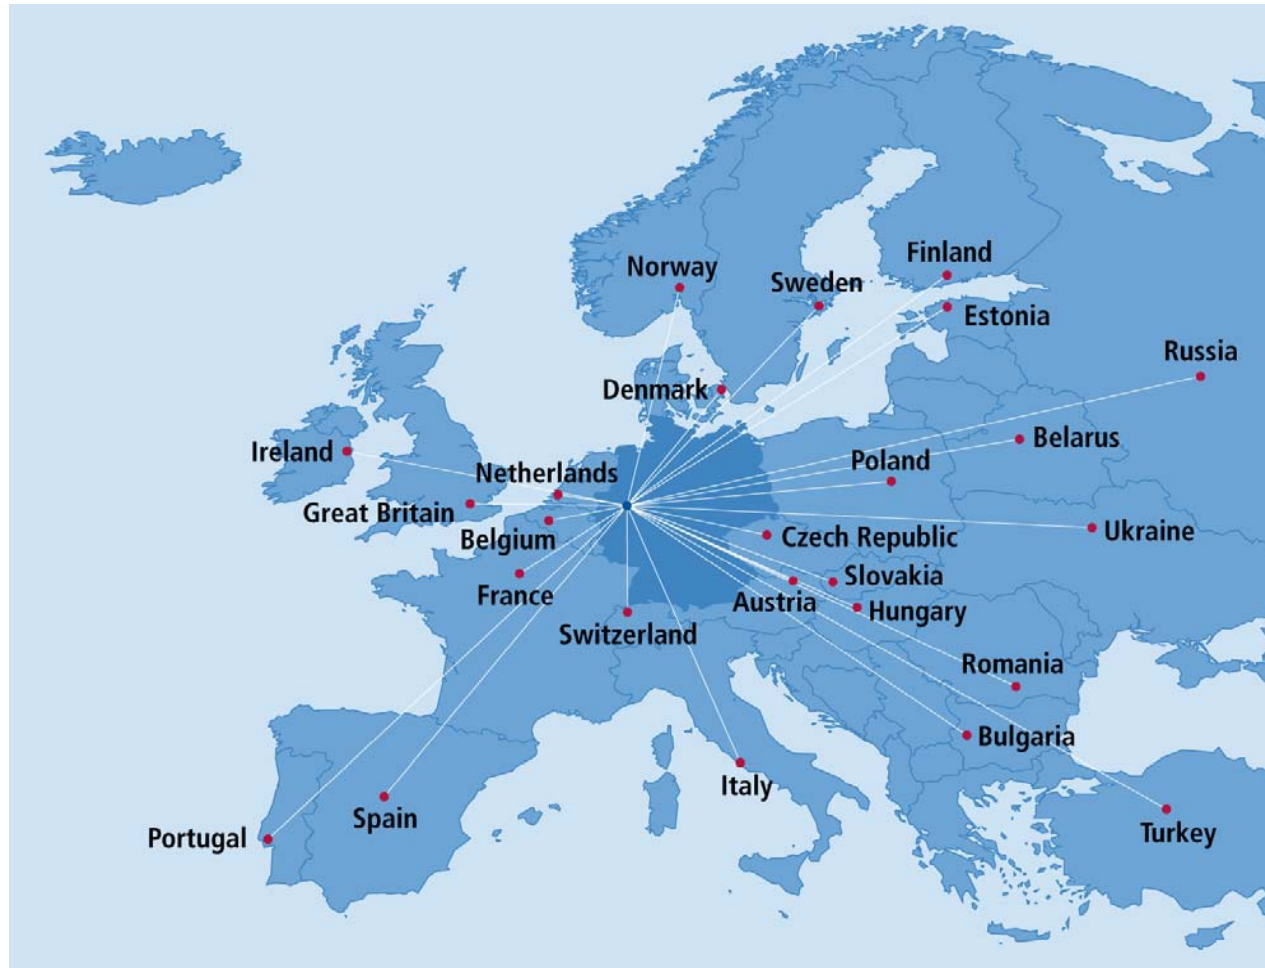 Norway
Sweden
Finland
Estonia
Russia
Denmark
Belarus
Ireland
Netherlands
Poland
Great Britain
Belgium
Czech Republic
Ukraine
France
Slovakia
Austria
Hungary
Switzerland
Romania
Bulgaria
Italy
Spain
Portugal
Turkey